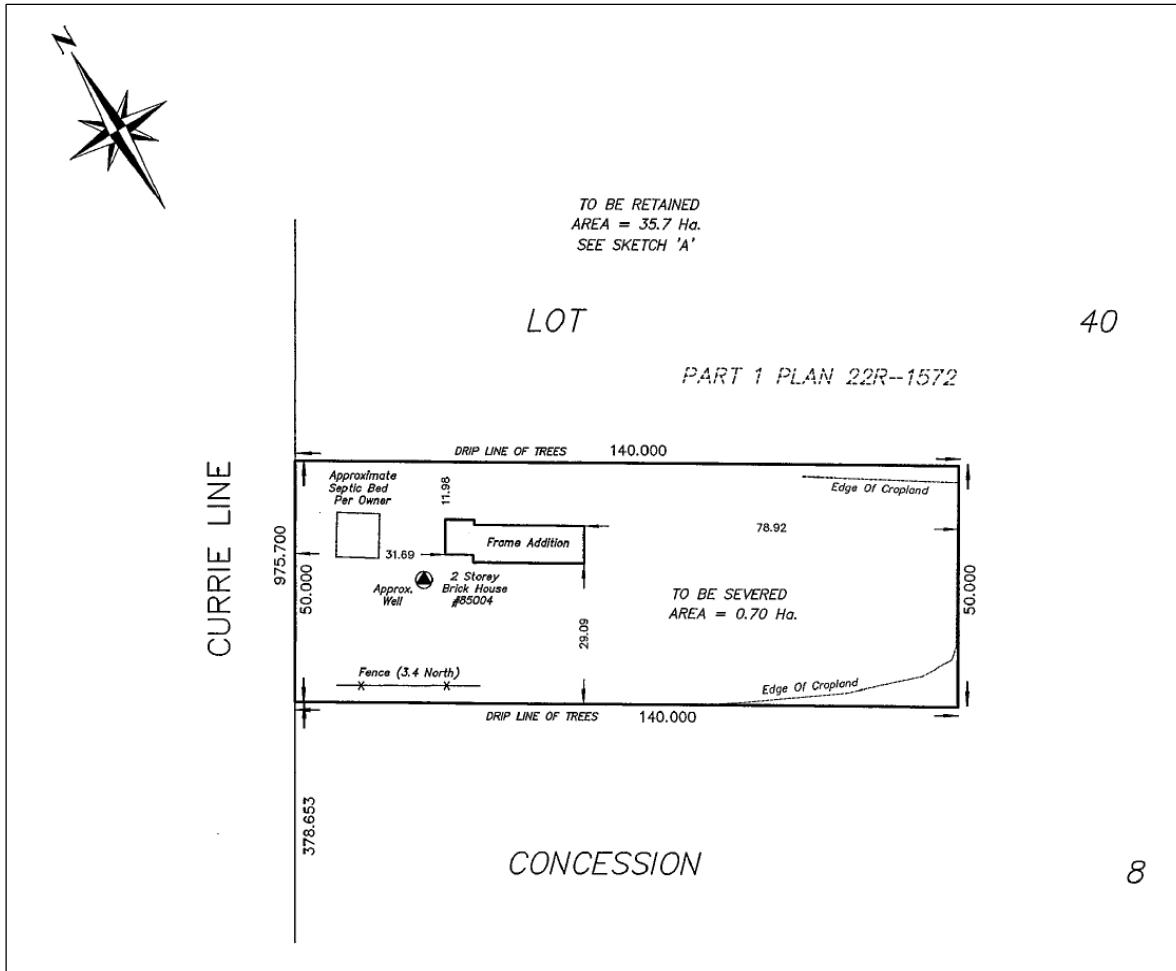 N
TO BE RETAINED
AREA = 35.7 Ha.
SEE SKETCH 'A'
LOT
40
PART 1 PLAN 22R--1572
DRIP LINE OF TREES
140.000
Approximate
Septic Bed
Per Owner
11.98
Edge Of Cropland
Frame Addition
78.92
31.69
CURRIE LINE
975.700
50.000
Approx.
Well
2 Storey
Brick House
#85004
TO BE SEVERED
AREA = 0.70 Ha.
50.000
29.09
Fence (3.4 North)
Edge Of Cropland
DRIP LINE OF TREES
140.000
378.653
CONCESSION
8